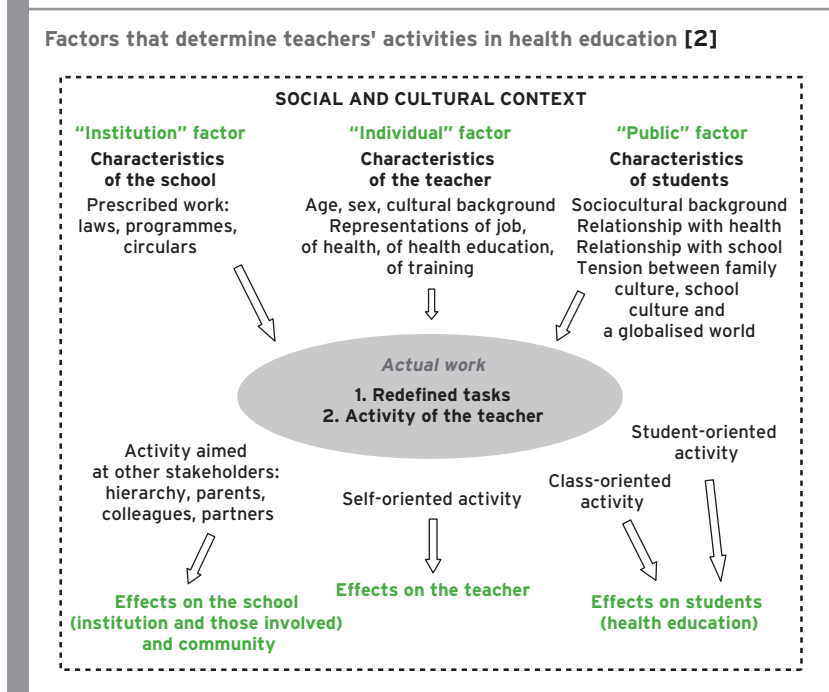 Factors that determine teachers' activities in health education [2]
SOCIAL AND CULTURAL CONTEXT
“Institution” factor
Characteristics
of the school
Prescribed work:
laws, programmes,
circulars
“Individual” factor
Characteristics
of the teacher
Age, sex, cultural background
Representations of job,
of health, of health education,
of training
“Public” factor
Characteristics
of students
Sociocultural background
Relationship with health
Relationship with school
Tension between family
culture, school
culture and
a globalised world
Actual work
1. Redefined tasks
2. Activity of the teacher
Activity aimed
at other stakeholders:
hierarchy, parents,
colleagues, partners
Self-oriented activity
Class-oriented
activity
Student-oriented
activity
Effects on the school
(institution and those involved)
and community
Effects on the teacher
Effects on students
(health education)